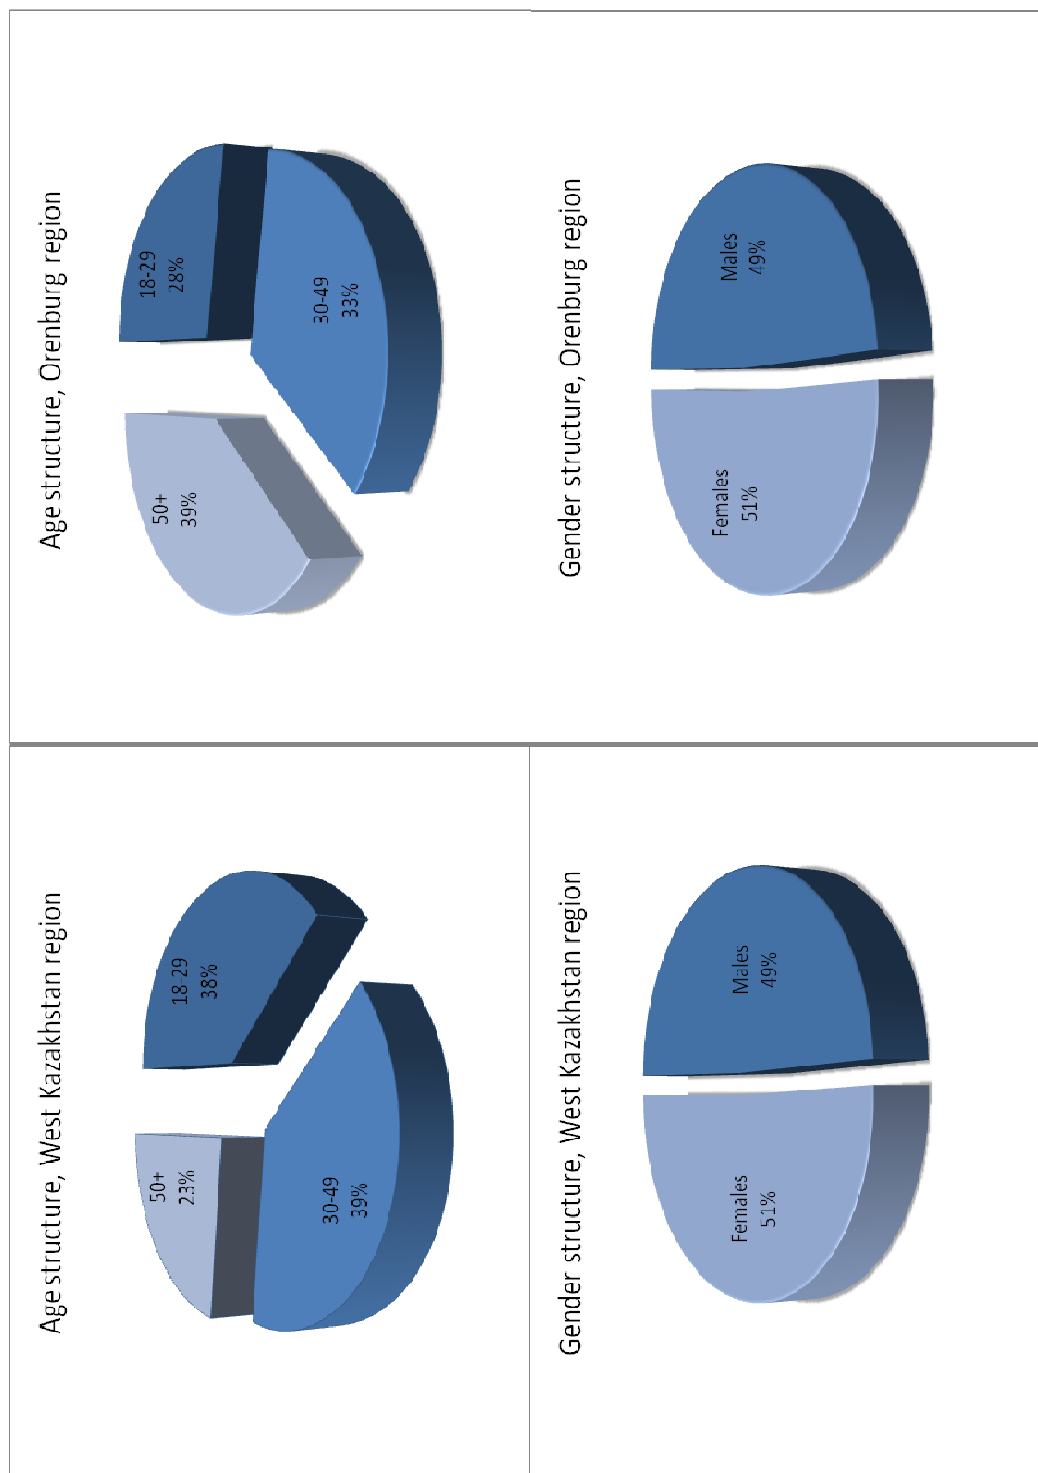 Age structure, West Kazakhstan region
50+
23%
18-29
38%
30-49
39%
Age structure, Orenburg region
50+
39%
18-29
28%
30-49
33%
Gender structure, West Kazakhstan region
Females
51%
Males
49%
Gender structure, Orenburg region
Females
51%
Males
49%